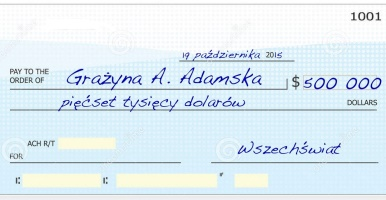 1001
19 października 2015
PAY TO THE
ORDER OF Grażyna A. Adamska $ 500 000
pięćset tysięcy dolarów DOLLARS
ACH R/T
FOR Wszechświat